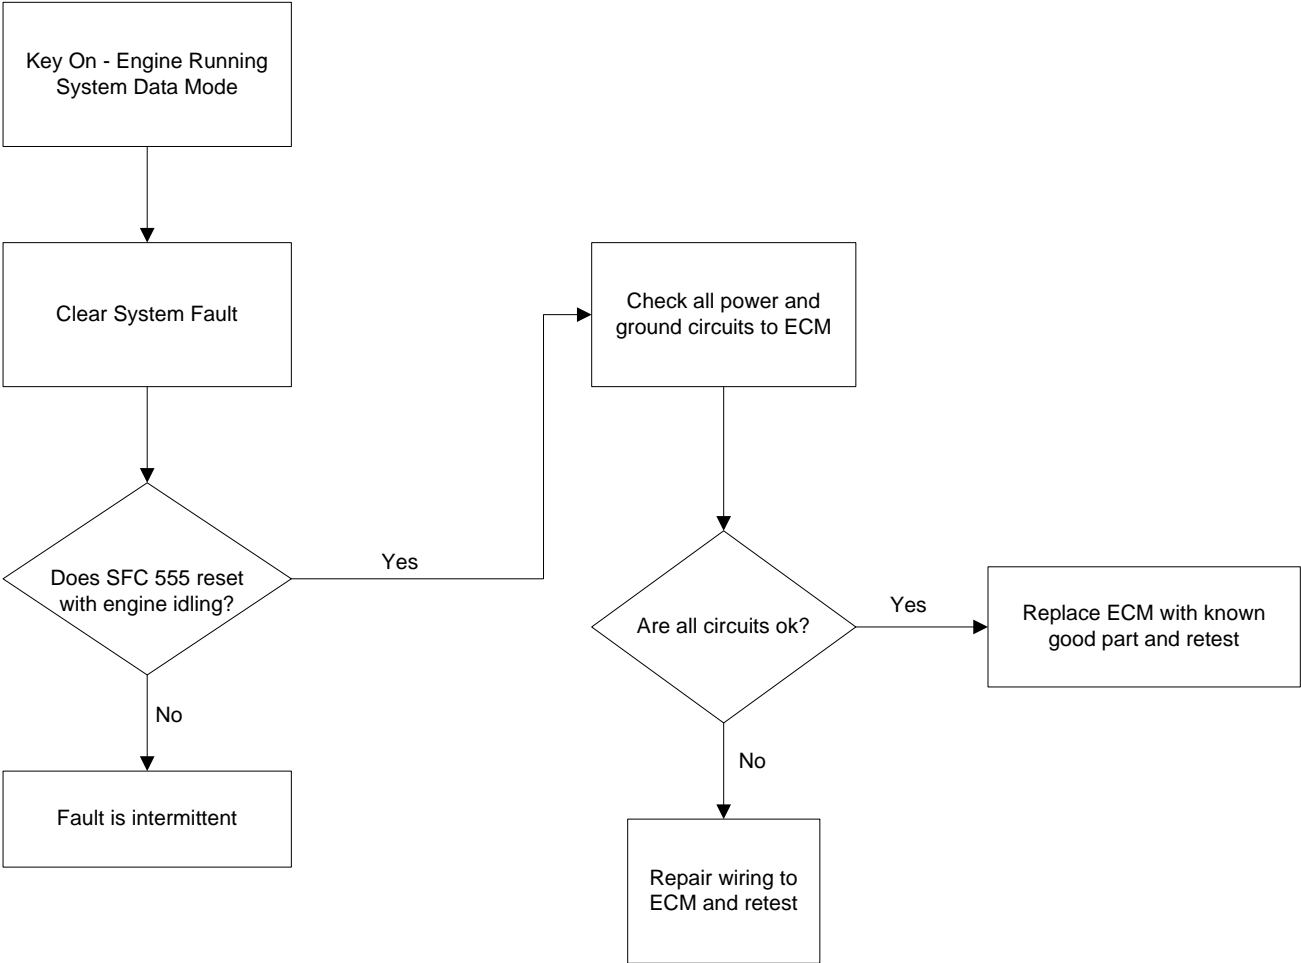 Key On - Engine Running
System Data Mode
Clear System Fault
Does SFC 555 reset
with engine idling?
Yes
No
Fault is intermittent
Check all power and
ground circuits to ECM
Are all circuits ok?
Yes
No
Replace ECM with known
good part and retest
Repair wiring to
ECM and retest